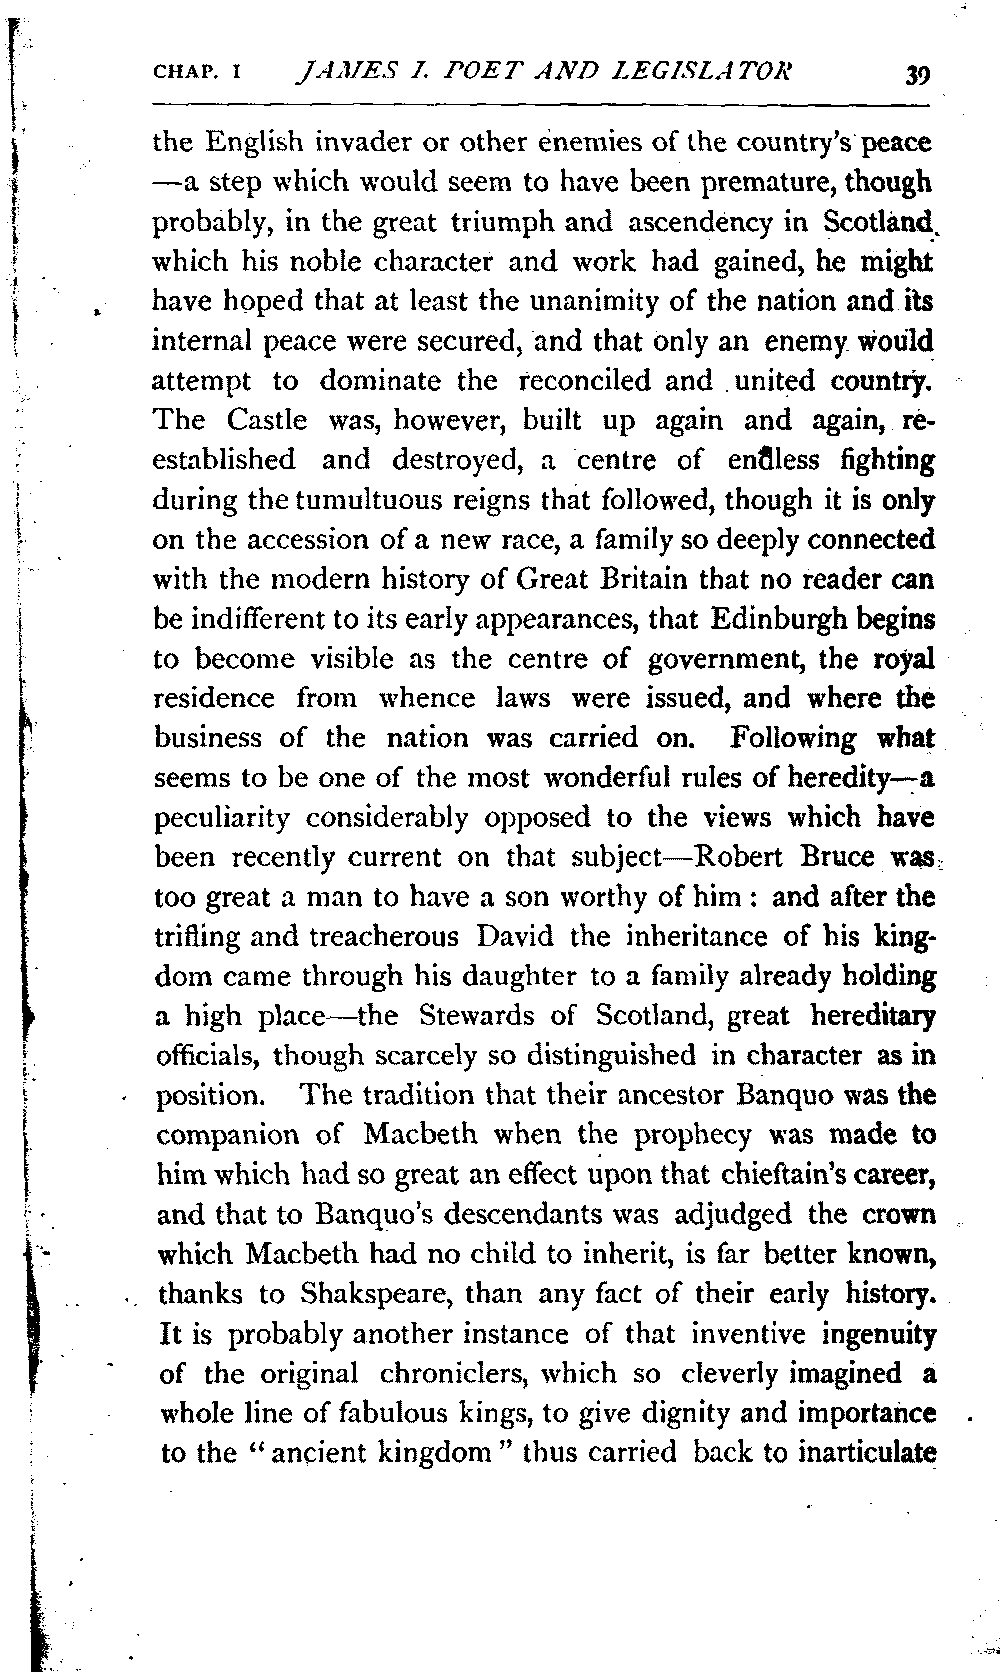 CHAP. I JAMES I. POET AND LEGISLATOR 39
the English invader or other enemies of the country's peace
—a step which would seem to have been premature, though
probably, in the great triumph and ascendency in Scotland
which his noble character and work had gained, he might
have hoped that at least the unanimity of the nation and its
internal peace were secured, and that only an enemy would
attempt to dominate the reconciled and united country.
The Castle was, however, built up again and again, re-
established and destroyed, a centre of endless fighting
during the tumultuous reigns that followed, though it is only
on the accession of a new race, a family so deeply connected
with the modern history of Great Britain that no reader can
be indifferent to its early appearances, that Edinburgh begins
to become visible as the centre of government, the royal
residence from whence laws were issued, and where the
business of the nation was carried on. Following what
seems to be one of the most wonderful rules of heredity—a
peculiarity considerably opposed to the views which have
been recently current on that subject—Robert Bruce was
too great a man to have a son worthy of him : and after the
trifling and treacherous David the inheritance of his king-
dom came through his daughter to a family already holding
a high place—the Stewards of Scotland, great hereditary
officials, though scarcely so distinguished in character as in
position. The tradition that their ancestor Banquo was the
companion of Macbeth when the prophecy was made to
him which had so great an effect upon that chieftain's career,
and that to Banquo's descendants was adjudged the crown
which Macbeth had no child to inherit, is far better known,
thanks to Shakspeare, than any fact of their early history.
It is probably another instance of that inventive ingenuity
of the original chroniclers, which so cleverly imagined a
whole line of fabulous kings, to give dignity and importance
to the " ancient kingdom " thus carried back to inarticulate